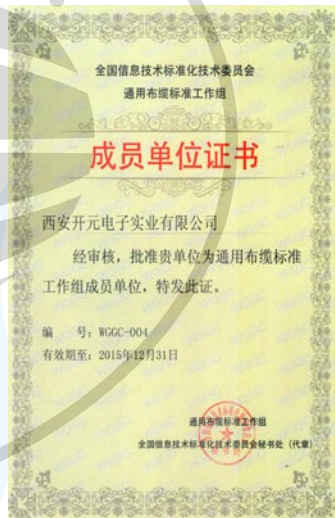 全国信息技术标准化技术委员会
通用布缆标准工作组
成员单位证书
西安开元电子实业有限公司
经审核，批准贵单位为通用布缆标准
工作组成员单位，特发此证。
编 号：WGGC-004
有效期至：2015年12月31日
通用布缆标准工作组
全国信息技术标准化技术委员会秘书处（代章）